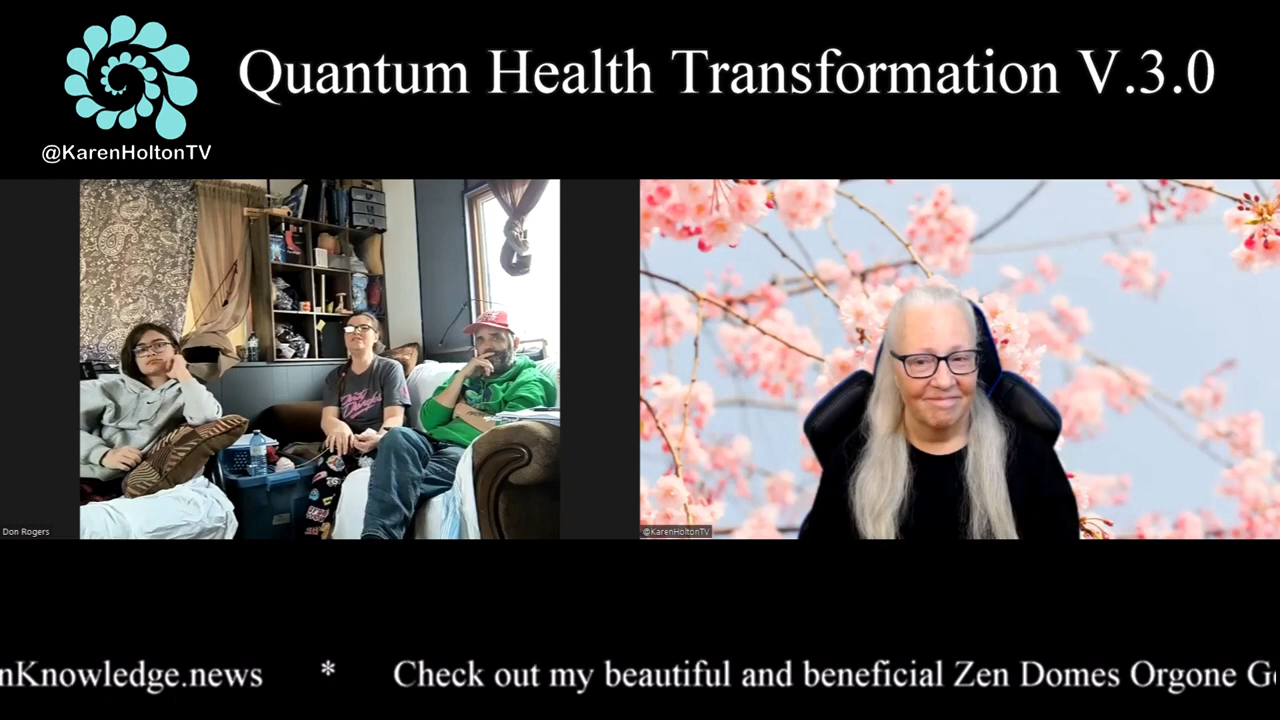 Quantum Health Transformation V.3.0
@KarenHoltonTV
Don Rogers
@KarenHoltonTV
nKnowledge.news * Check out my beautiful and beneficial Zen Domes Orgone G